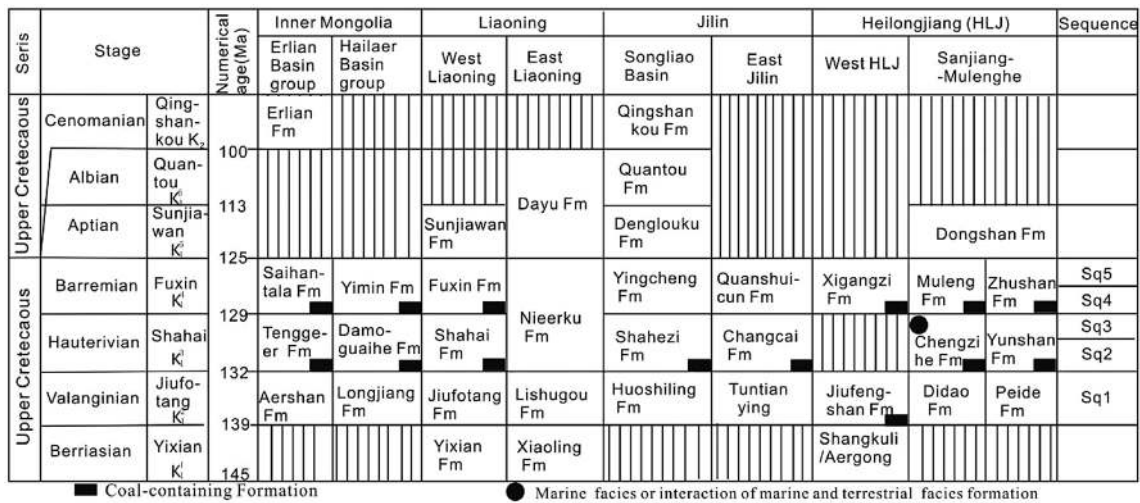 Seris
Stage
Numerical
age(Ma)
Inner Mongolia
Liaoning
Jilin
Heilongjiang (HLJ)
Sequence
Erlian
Basin
group
Hailaer
Basin
group
West
Liaoning
East
Liaoning
Songliao
Basin
East
Jilin
West HLJ
Sanjiang-
-Mulenghe
Upper Cretecaous
Cenomanian
Qing-
shan-
kou K₂
Erlian
Fm
Qingshan
kou Fm
100
Albian
Quan-
tou
K
Dayu Fm
Quantou
Fm
113
Aptian
Sunjia-
wan
K
Sunjiawan
Fm
Denglouku
Fm
Dongshan Fm
125
Upper Cretecaous
Barremian
Fuxin
K
Saihan-
tala Fm
Yimin Fm
Fuxin Fm
Nieerku
Fm
Yingcheng
Fm
Quanshui-
cun Fm
Xigangzi
Fm
Muleng
Fm
Zhushan
Fm
Sq5
Sq4
129
Hauterivian
Shahai
K
Tengge-
er Fm
Damo-
guaihe Fm
Shahai
Fm
Shahezi
Fm
Changcai
Fm
Chengzi
he Fm
Yunshan
Fm
Sq3
Sq2
132
Valanginian
Jiufo-
tang
K
Aershan
Fm
Longjiang
Fm
Jiufotang
Fm
Lishugou
Fm
Huoshiling
Fm
Tuntian
ying
Jiufeng-
shan Fm
Didao
Fm
Peide
Fm
Sq1
139
Berriasian
Yixian
K
Yixian
Fm
Xiaoling
Fm
Shangkuli
/Aergong
145
Coal-containing Formation
Marine facies or interaction of marine and terrestrial facies formation